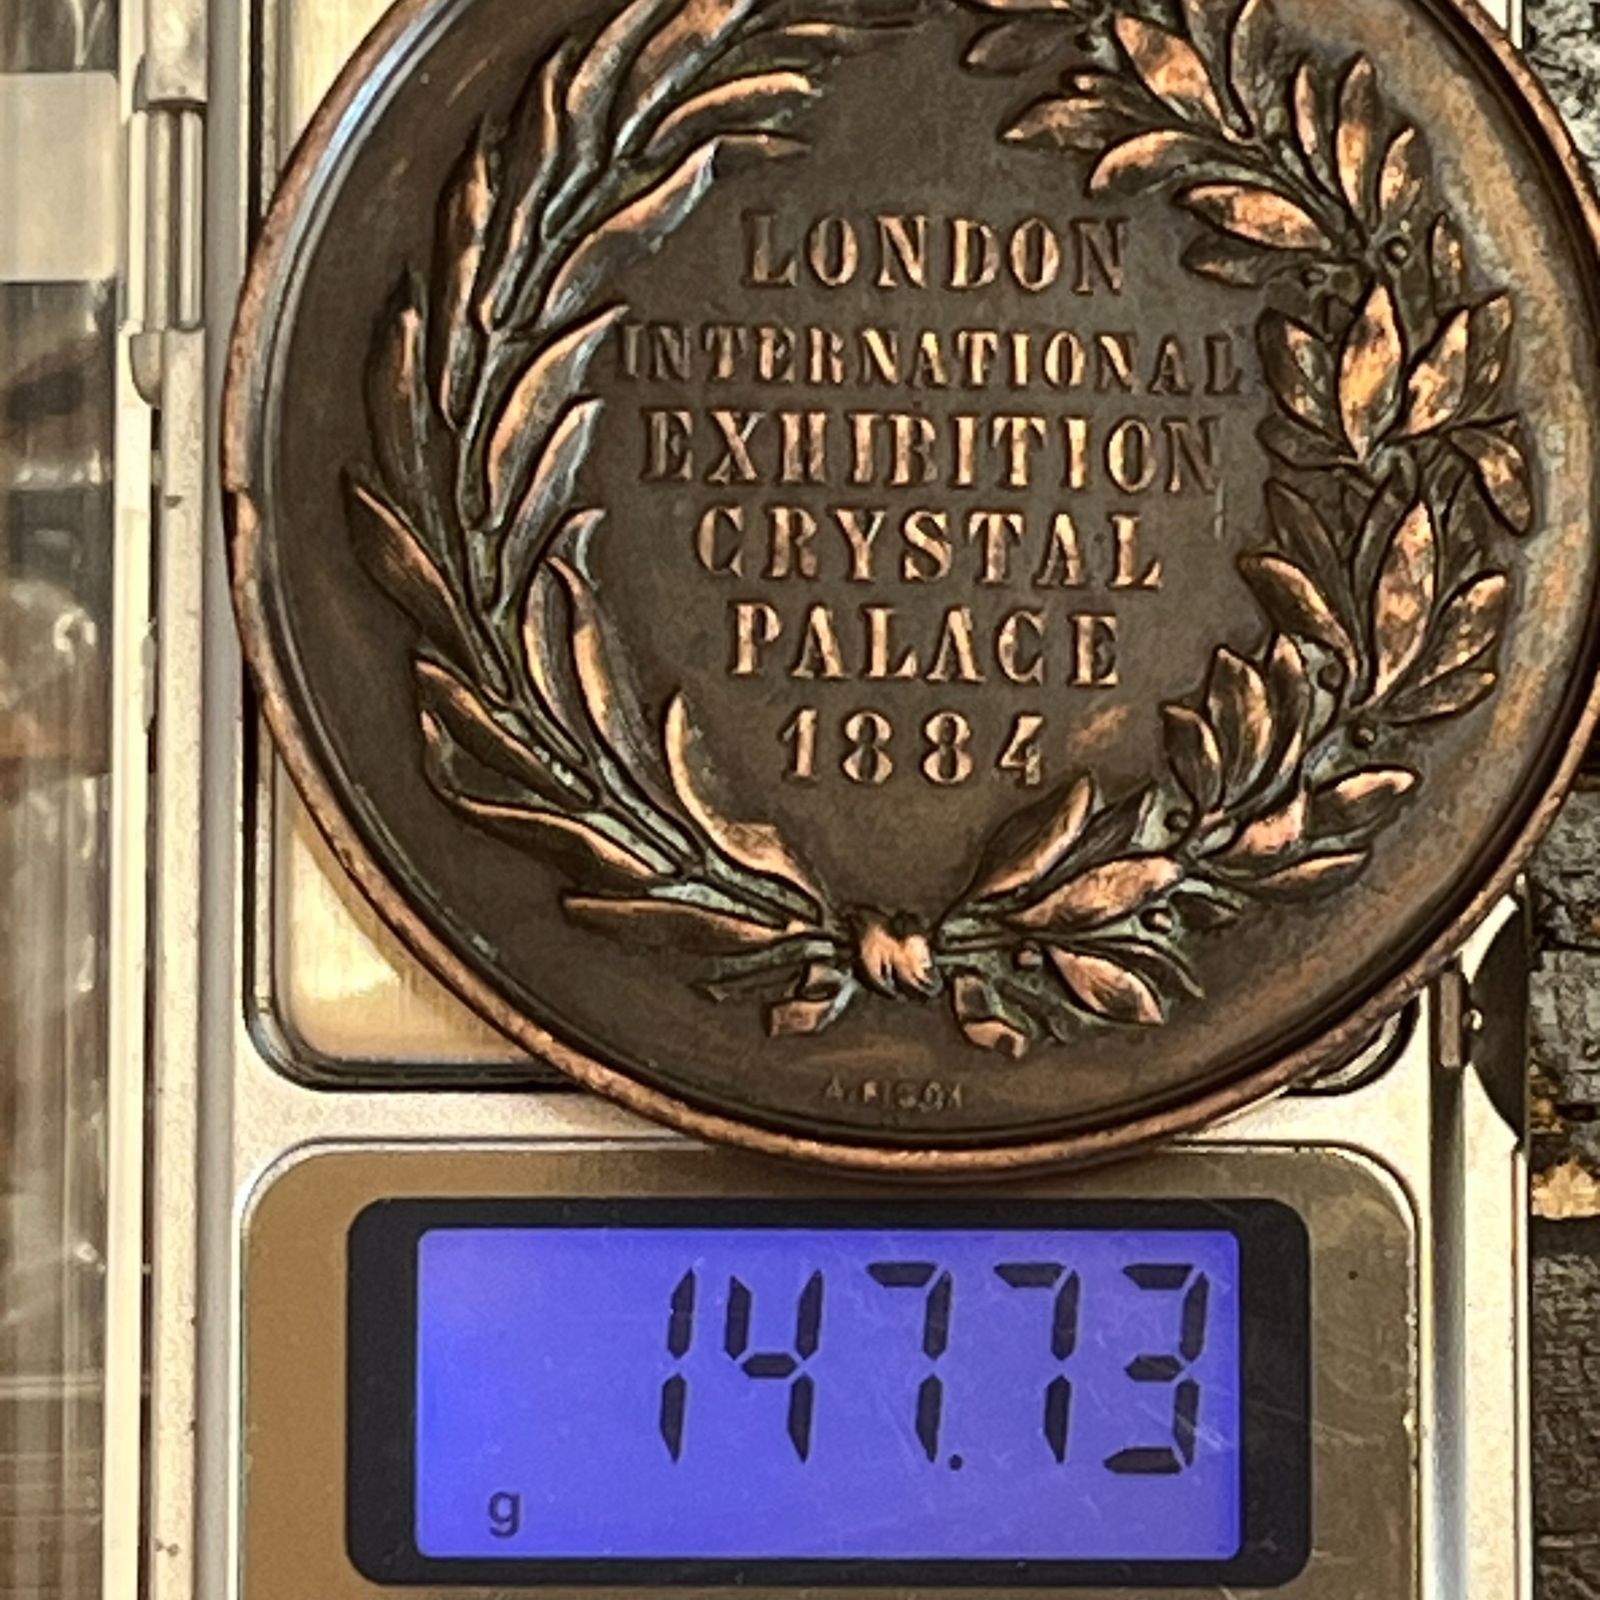 LONDON
INTERNATIONAL
EXHIBITION
CRYSTAL
PALACE
1884
147.73
g